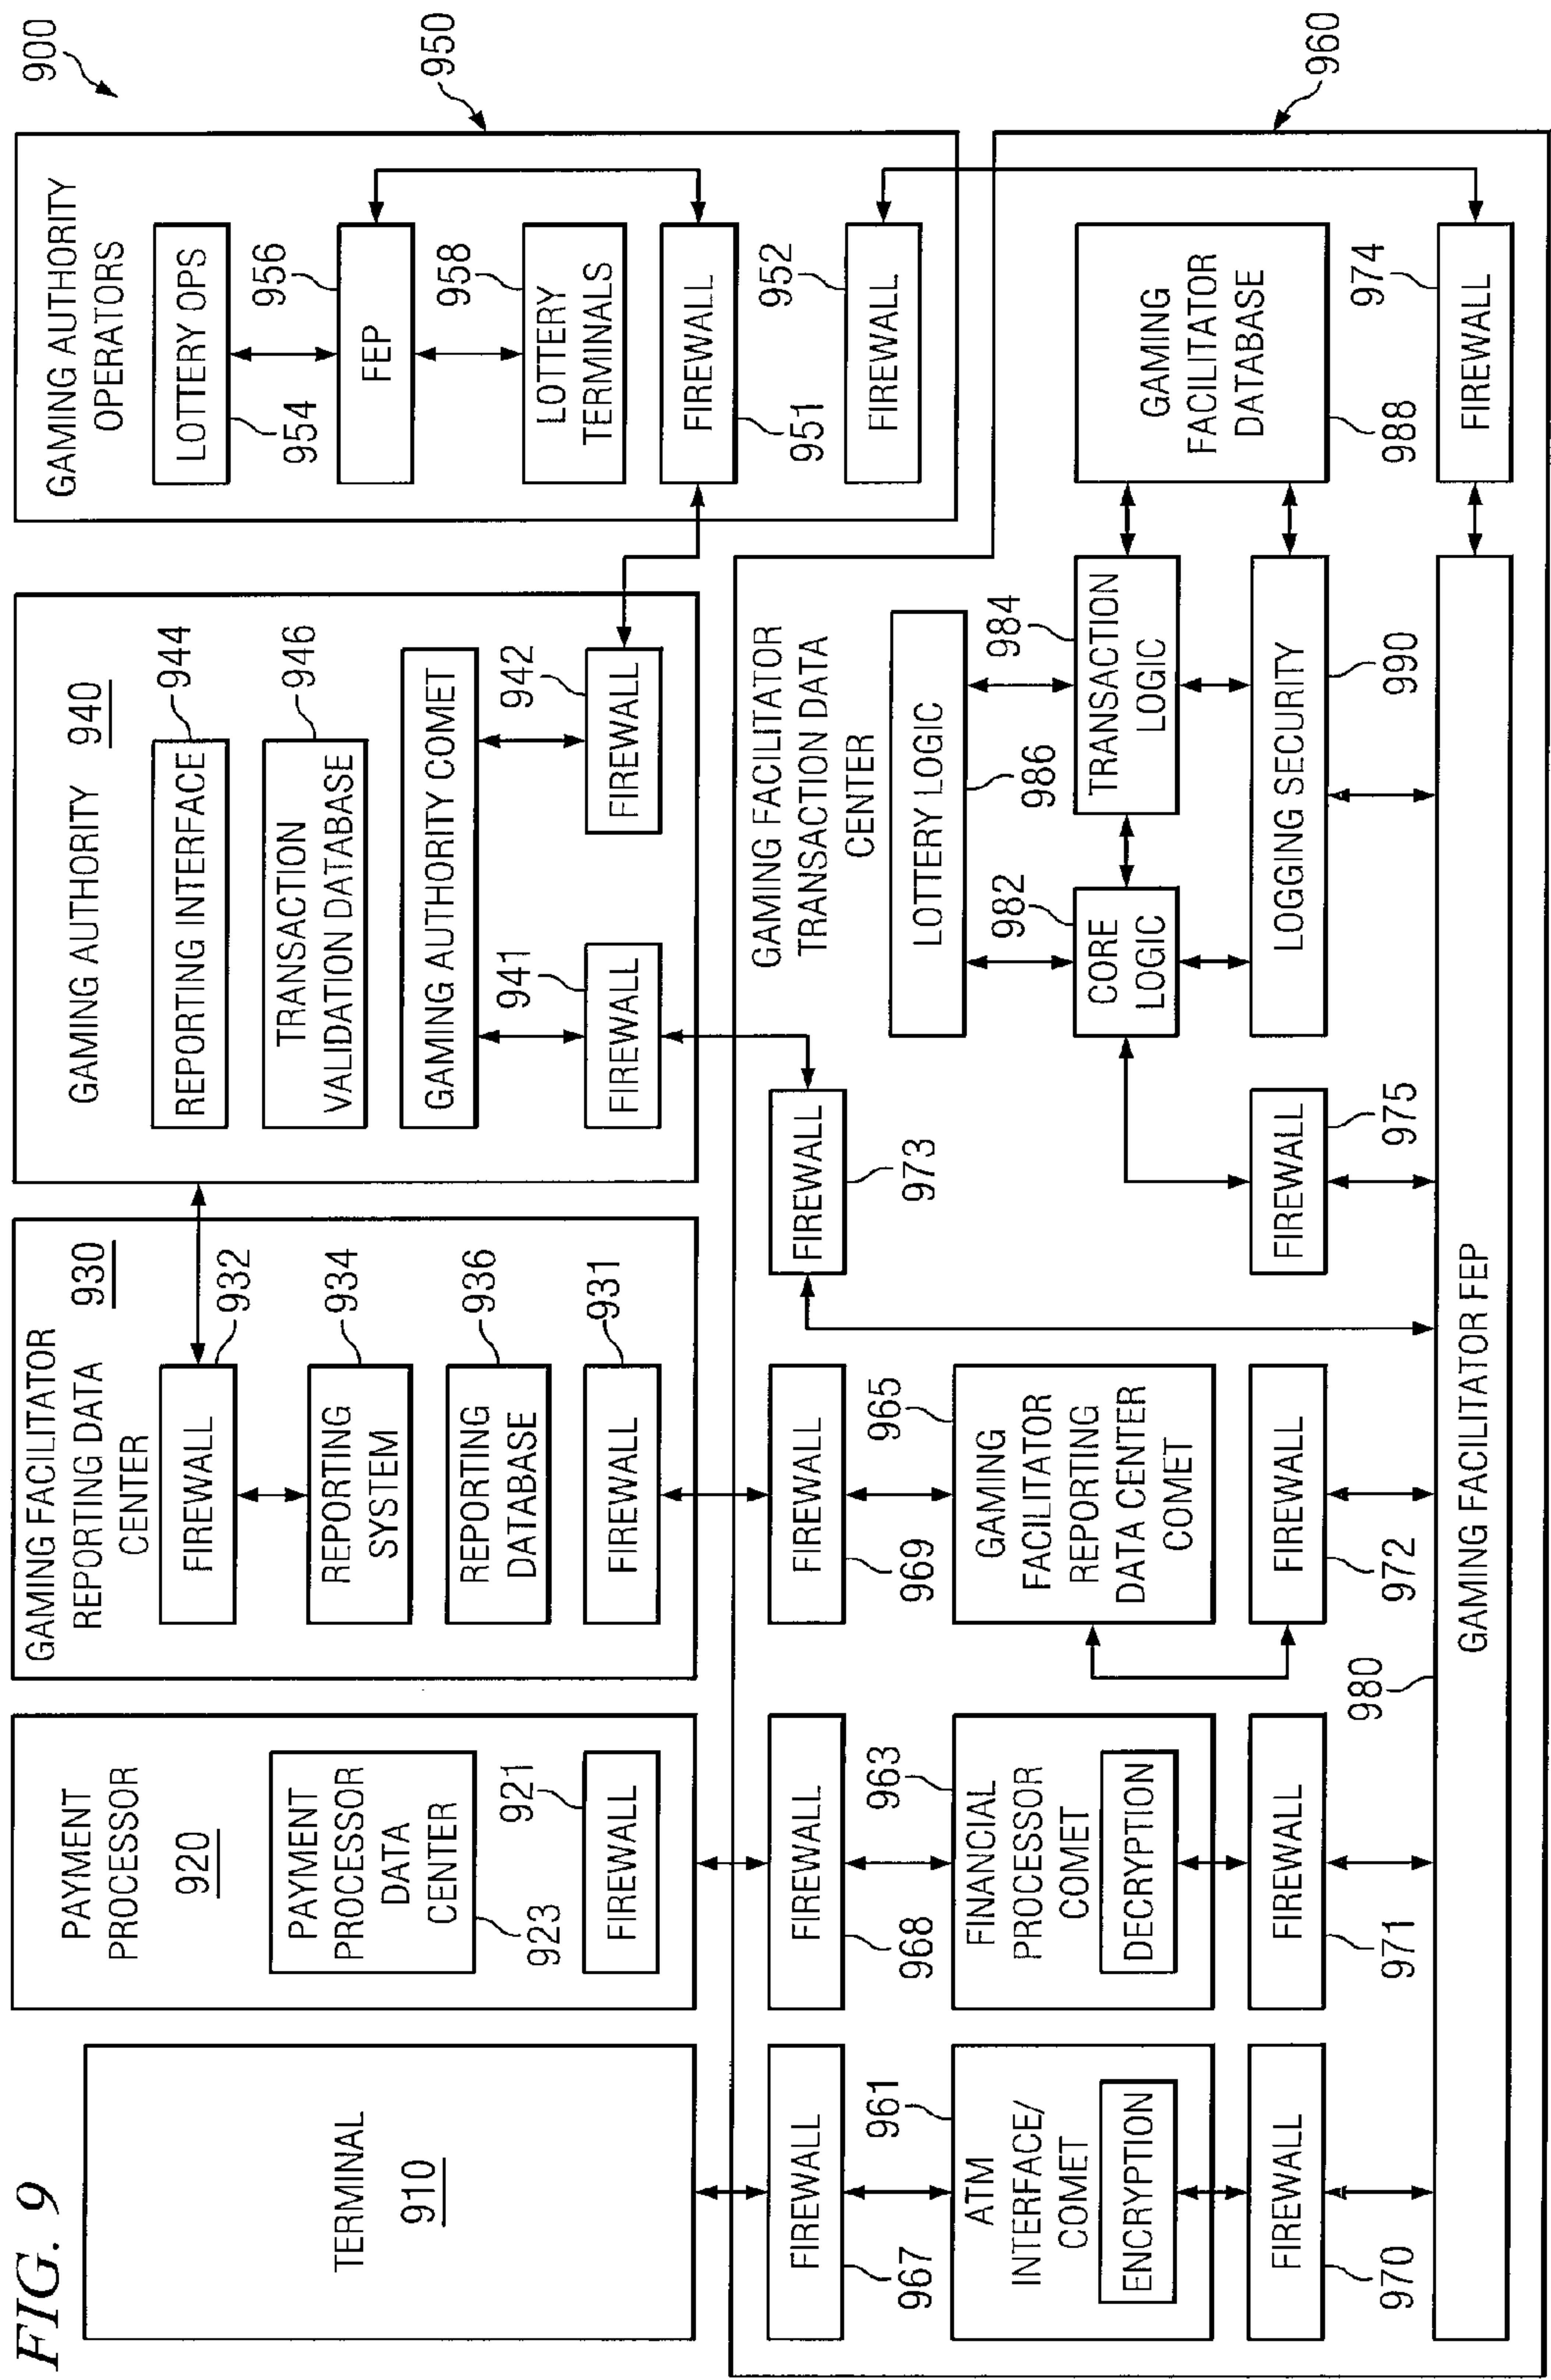 FIG. 9
900
TERMINAL
910
PAYMENT
PROCESSOR
920
PAYMENT
PROCESSOR
DATA
CENTER
923
921
FIREWALL
GAMING FACILITATOR
REPORTING DATA
CENTER
930
FIREWALL
932
REPORTING
SYSTEM
934
REPORTING
DATABASE
936
FIREWALL
931
GAMING AUTHORITY
940
REPORTING INTERFACE
944
TRANSACTION
VALIDATION DATABASE
946
GAMING AUTHORITY COMET
941
FIREWALL
942
FIREWALL
GAMING AUTHORITY
OPERATORS
950
LOTTERY OPS
954
956
FEP
958
LOTTERY
TERMINALS
FIREWALL
951
952
FIREWALL
960
GAMING FACILITATOR
TRANSACTION DATA
CENTER
FIREWALL
967
961
ATM
INTERFACE/
COMET
ENCRYPTION
FIREWALL
970
FIREWALL
968
963
FINANCIAL
PROCESSOR
COMET
DECRYPTION
FIREWALL
971
FIREWALL
969
965
GAMING
FACILITATOR
REPORTING
DATA CENTER
COMET
FIREWALL
972
FIREWALL
973
LOTTERY LOGIC
986
982
CORE
LOGIC
984
TRANSACTION
LOGIC
GAMING
FACILITATOR
DATABASE
988
FIREWALL
975
LOGGING SECURITY
990
974
FIREWALL
980
GAMING FACILITATOR FEP